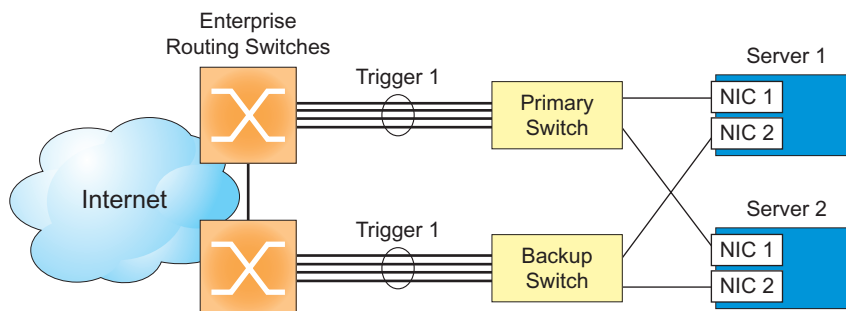 Enterprise
Routing Switches
Trigger 1
Primary
Switch
Server 1
NIC 1
NIC 2
Internet
Trigger 1
Backup
Switch
Server 2
NIC 1
NIC 2